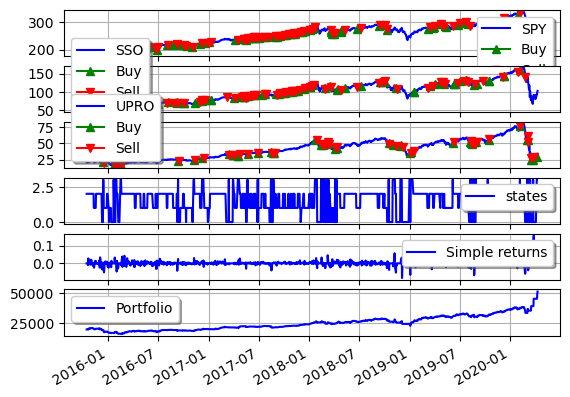 300
200
SPY
Buy
SSO
Buy
Sell
150
100
50
UPRO
Buy
Sell
75
50
25
2.5
0.0
states
0.1
0.0
Simple returns
50000
25000
Portfolio
2016-01
2016-07
2017-01
2017-07
2018-01
2018-07
2019-01
2019-07
2020-01